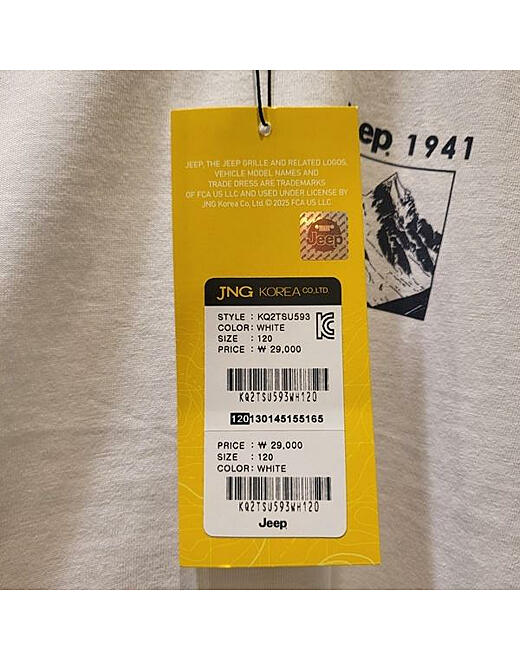 eep. 1941
JEEP, THE JEEP GRILLE AND RELATED LOGOS,
VEHICLE MODEL NAMES AND
TRADE DRESS ARE TRADEMARKS
OF FCA US LLC AND USED UNDER LICENSE BY
JNG Korea Co, Ltd. © 2025 FCA US LLC.
Jeep
JNG KOREA CO.,LTD.
STYLE : KQ2TSU593
COLOR : WHITE
SIZE : 120
PRICE : ₩ 29,000
KQ2TSU593WH120
120130145155165
PRICE : ₩ 29,000
SIZE : 120
COLOR : WHITE
KQ2TSU593WH120
Jeep